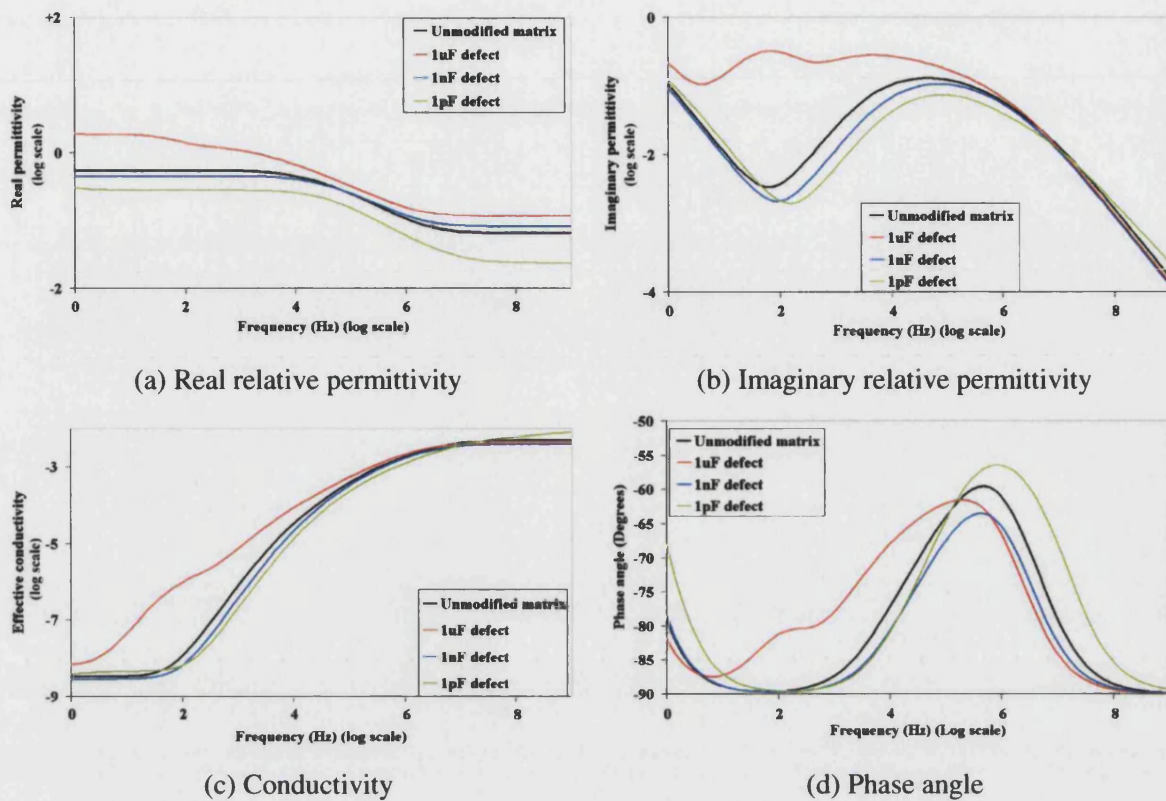 +2
0
-2
Real permittivity
(log scale)
Unmodified matrix
1uF defect
1nF defect
1pF defect
0 2 4 6 8
Frequency (Hz) (log scale)
(a) Real relative permittivity
0
-2
-4
Imaginary permittivity
(log scale)
Unmodified matrix
1uF defect
1nF defect
1pF defect
0 2 4 6 8
Frequency (Hz) (log scale)
(b) Imaginary relative permittivity
-3
-5
-7
-9
Effective conductivity
(log scale)
Unmodified matrix
1uF defect
1nF defect
1pF defect
0 2 4 6 8
Frequency (Hz) (log scale)
(c) Conductivity
-50
-55
-60
-65
-70
-75
-80
-85
-90
Phase angle (Degrees)
Unmodified matrix
1uF defect
1nF defect
1pF defect
0 2 4 6 8
Frequency (Hz) (Log scale)
(d) Phase angle